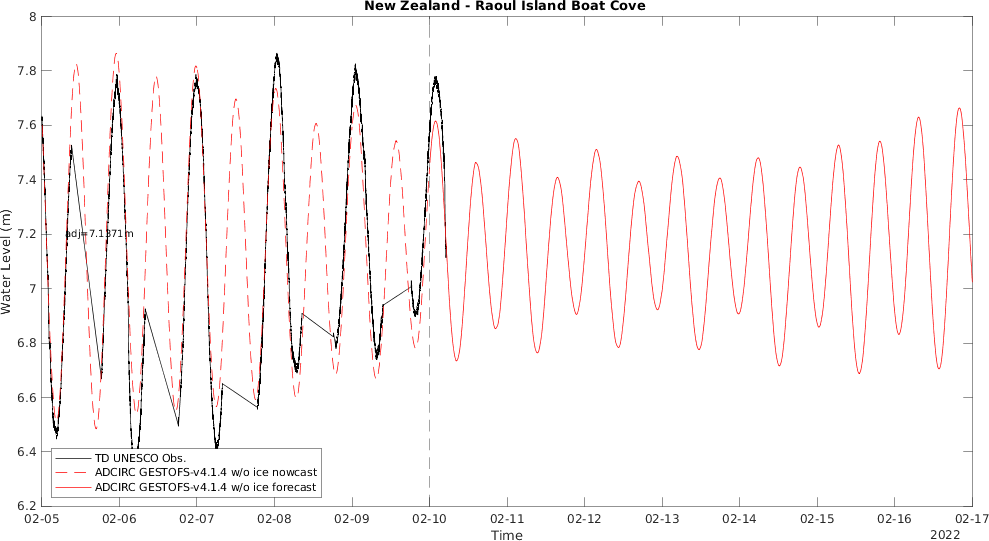 New Zealand - Raoul Island Boat Cove
8
7.8
7.6
7.4
7.2
7
6.8
6.6
6.4
6.2
Water Level (m)
adj=7.1371m
TD UNESCO Obs.
ADCIRC GESTOFS-v4.1.4 w/o ice nowcast
ADCIRC GESTOFS-v4.1.4 w/o ice forecast
02-05 02-06 02-07 02-08 02-09 02-10 02-11 02-12 02-13 02-14 02-15 02-16 02-17
Time
2022